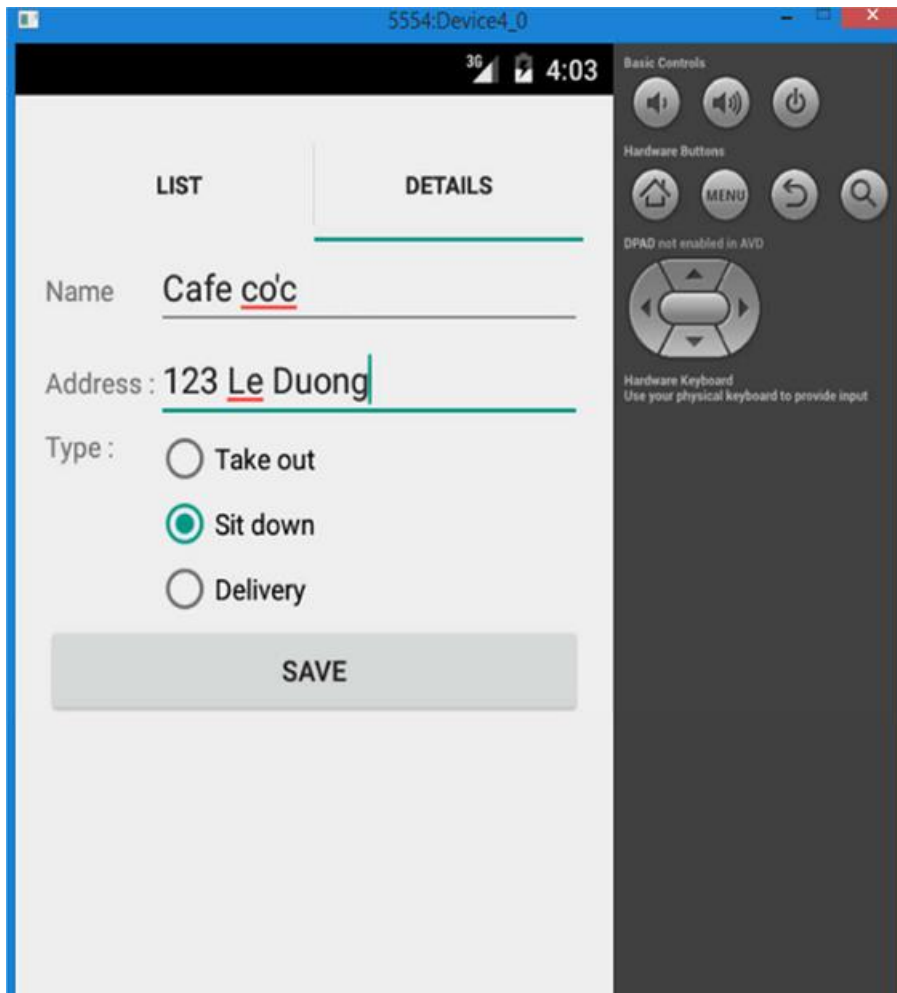 5554:Device4_0
3G 4:03
LIST DETAILS
Name Cafe co'c
Address : 123 Le Duong
Type :
Take out
Sit down
Delivery
SAVE
Basic Controls
Hardware Buttons
MENU
DPAD not enabled in AVD
Hardware Keyboard
Use your physical keyboard to provide input